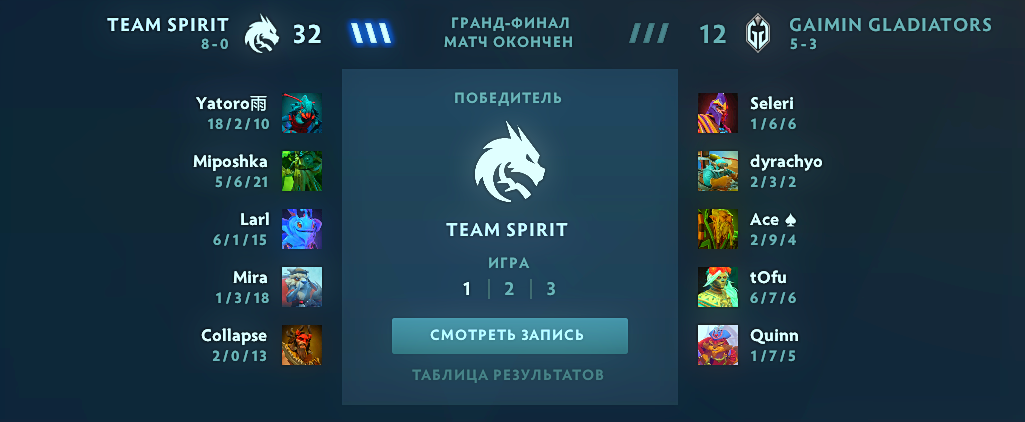 TEAM SPIRIT
8-0
32
ГРАНД-ФИНАЛ
МАТЧ ОКОНЧЕН
12
GAIMIN GLADIATORS
5-3
Yatoro雨
18/2/10
Miposhka
5/6/21
Larl
6/1/15
Mira
1/3/18
Collapse
2/0/13
ПОБЕДИТЕЛЬ
TEAM SPIRIT
ИГРА
1 | 2 | 3
СМОТРЕТЬ ЗАПИСЬ
ТАБЛИЦА РЕЗУЛЬТАТОВ
Seleri
1/6/6
dyrachyo
2/3/2
Ace ♠
2/9/4
tOfu
6/7/6
Quinn
1/7/5